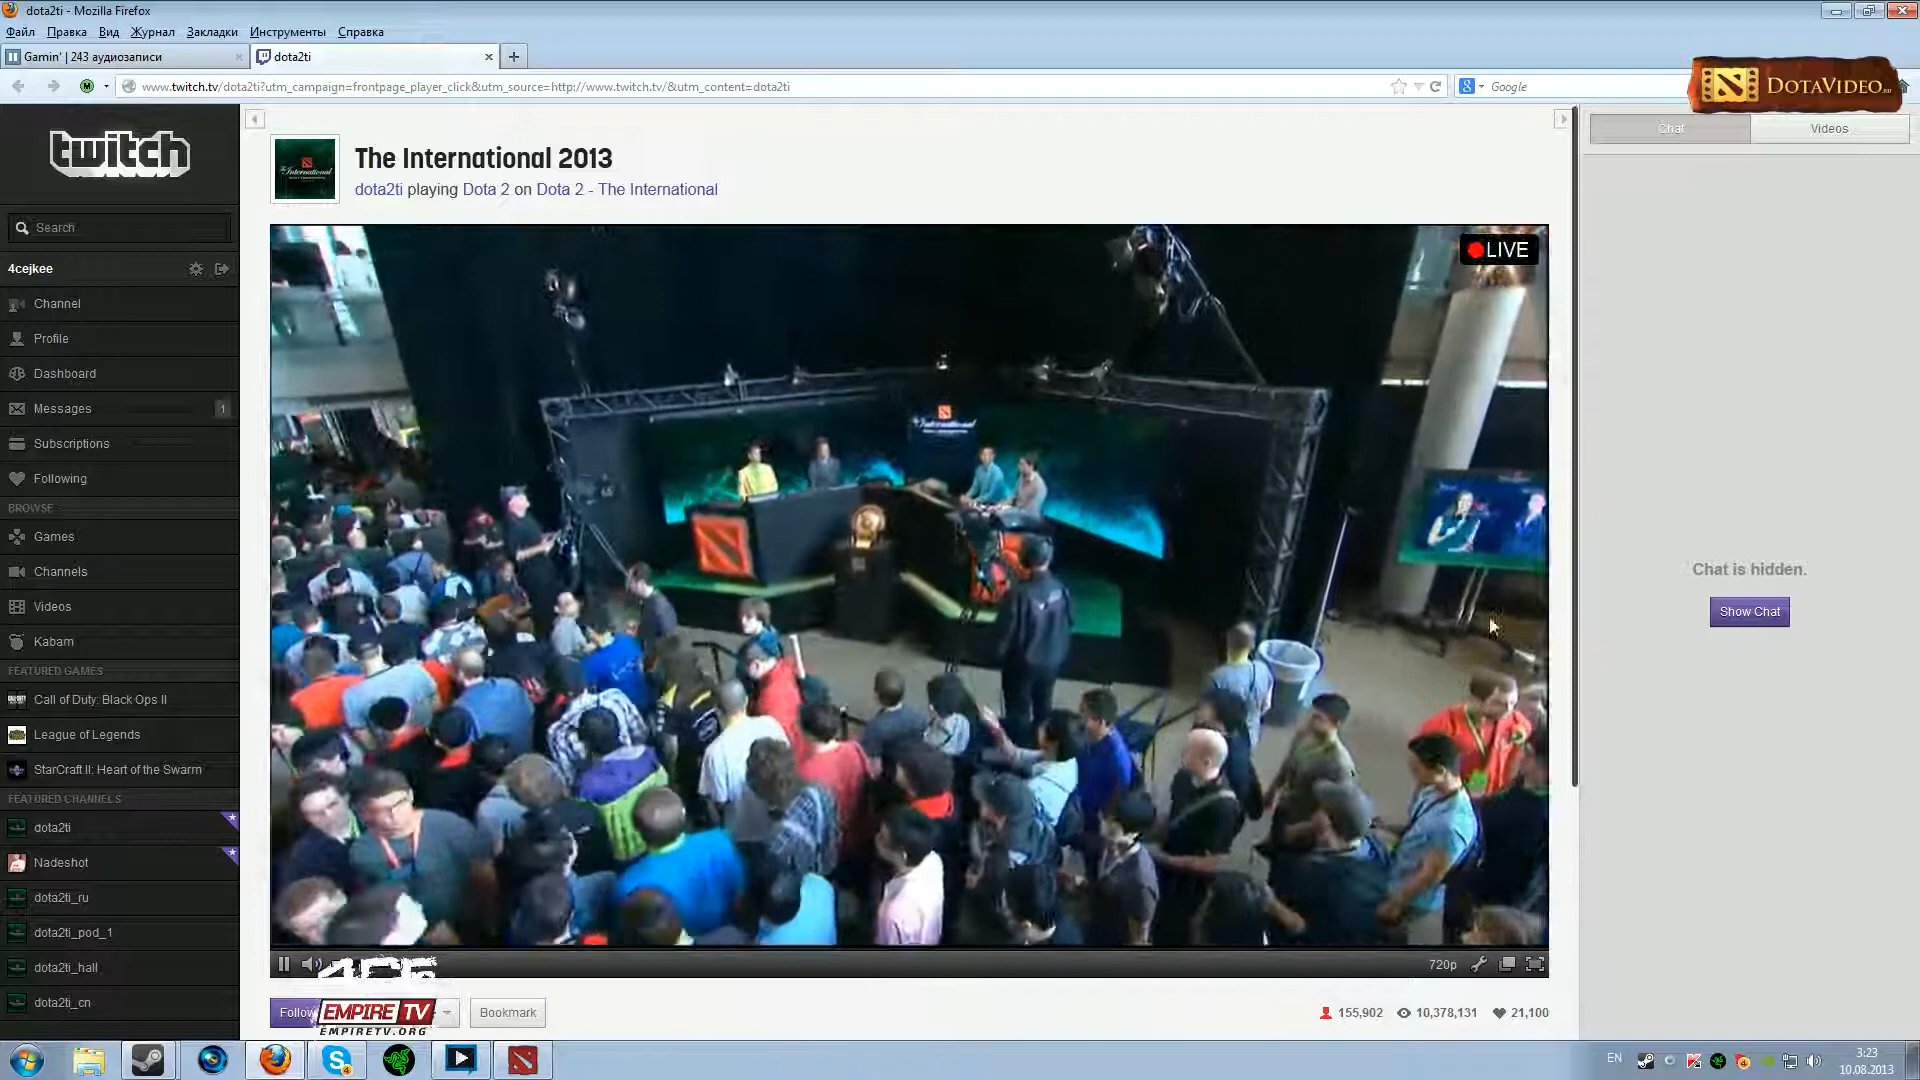 dota2ti - Mozilla Firefox
Файл Правка Вид Журнал Закладки Инструменты Справка
Gamin' | 243 аудиозаписи
dota2ti
www.twitch.tv/dota2ti?utm_campaign=frontpage_player_click&utm_source=http://www.twitch.tv/&utm_content=dota2ti
Google
DOTAVIDEO.RU
twitch
Search
4cejkee
Channel
Profile
Dashboard
Messages 1
Subscriptions
Following
BROWSE
Games
Channels
Videos
Kabam
FEATURED GAMES
Call of Duty: Black Ops II
League of Legends
StarCraft II: Heart of the Swarm
FEATURED CHANNELS
dota2ti
Nadeshot
dota2ti_ru
dota2ti_pod_1
dota2ti_hall
dota2ti_cn
The International 2013
dota2ti playing Dota 2 on Dota 2 - The International
LIVE
International
720p
Follow
EMPIRE TV
EMPIRETV.ORG
Bookmark
155,902 10,378,131 21,100
Chat Videos
Chat is hidden.
Show Chat
EN
3:23
10.08.2013